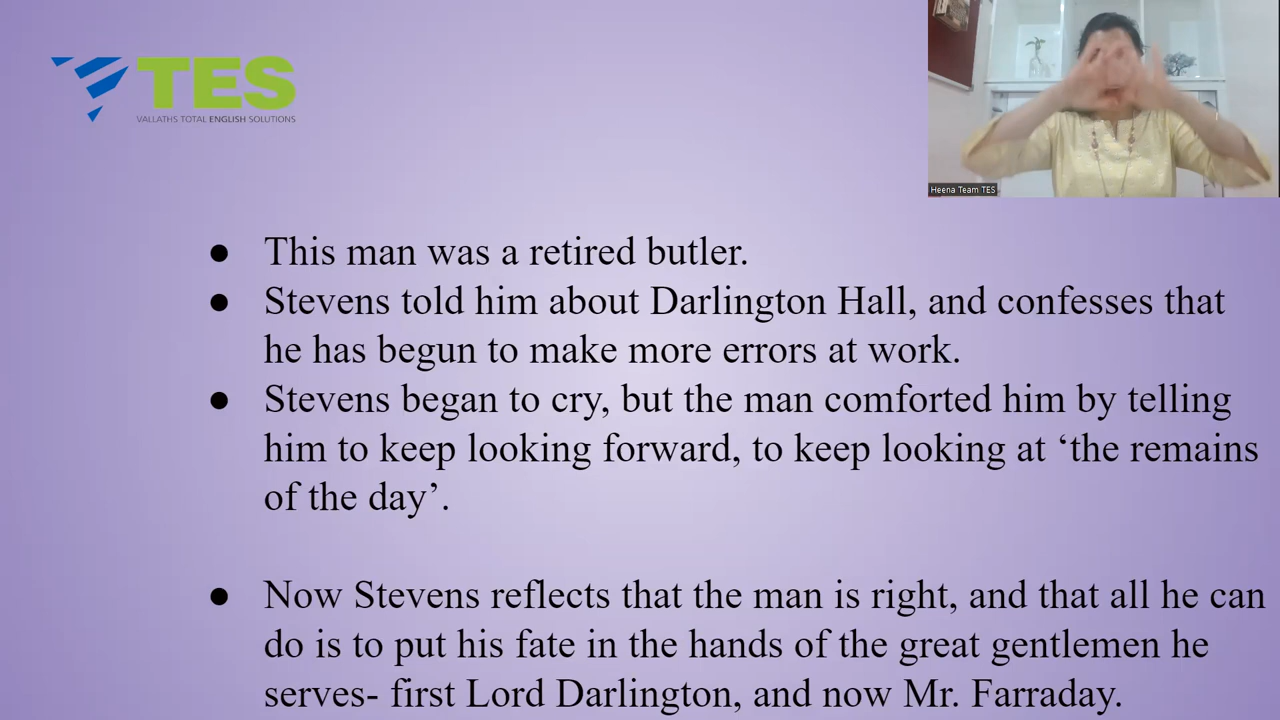 TES
VALLATHS TOTAL ENGLISH SOLUTIONS
Heena Team TES
● This man was a retired butler.
● Stevens told him about Darlington Hall, and confesses that
he has begun to make more errors at work.
● Stevens began to cry, but the man comforted him by telling
him to keep looking forward, to keep looking at ‘the remains
of the day’.
● Now Stevens reflects that the man is right, and that all he can
do is to put his fate in the hands of the great gentlemen he
serves- first Lord Darlington, and now Mr. Farraday.